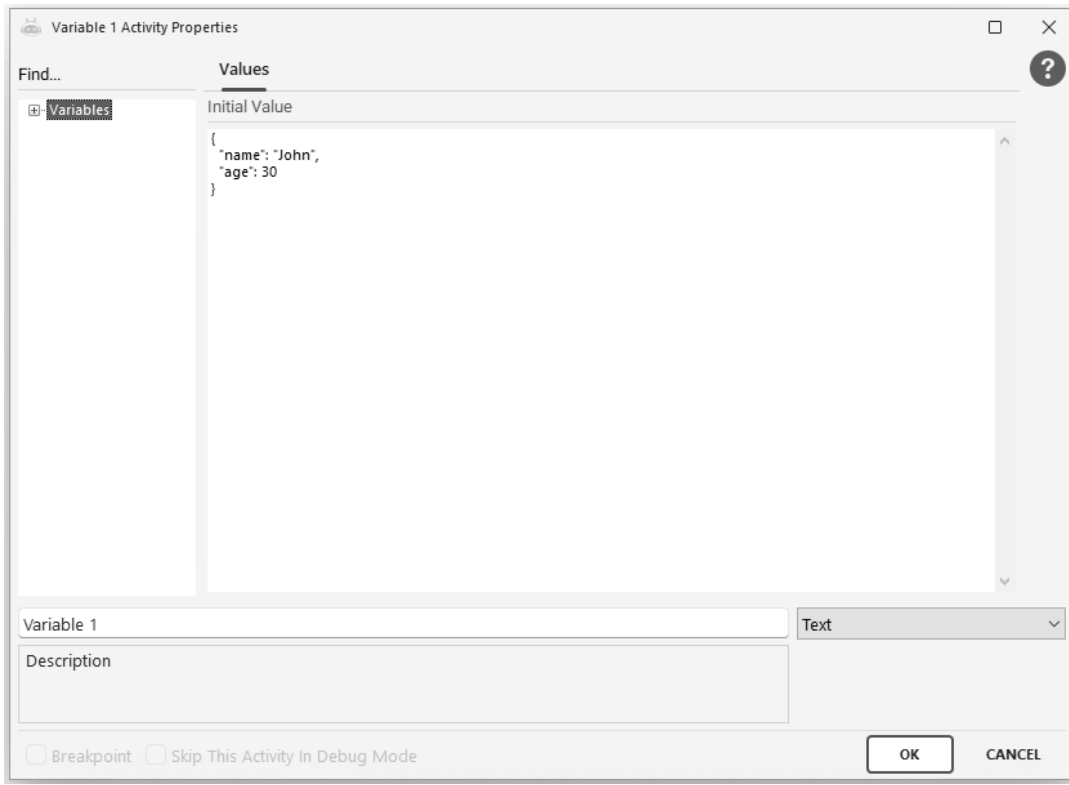 Variable 1 Activity Properties
Find...
Values
?
Variables
Initial Value
{
"name": "John",
"age": 30
}
Variable 1
Text
Description
Breakpoint
Skip This Activity In Debug Mode
OK
CANCEL